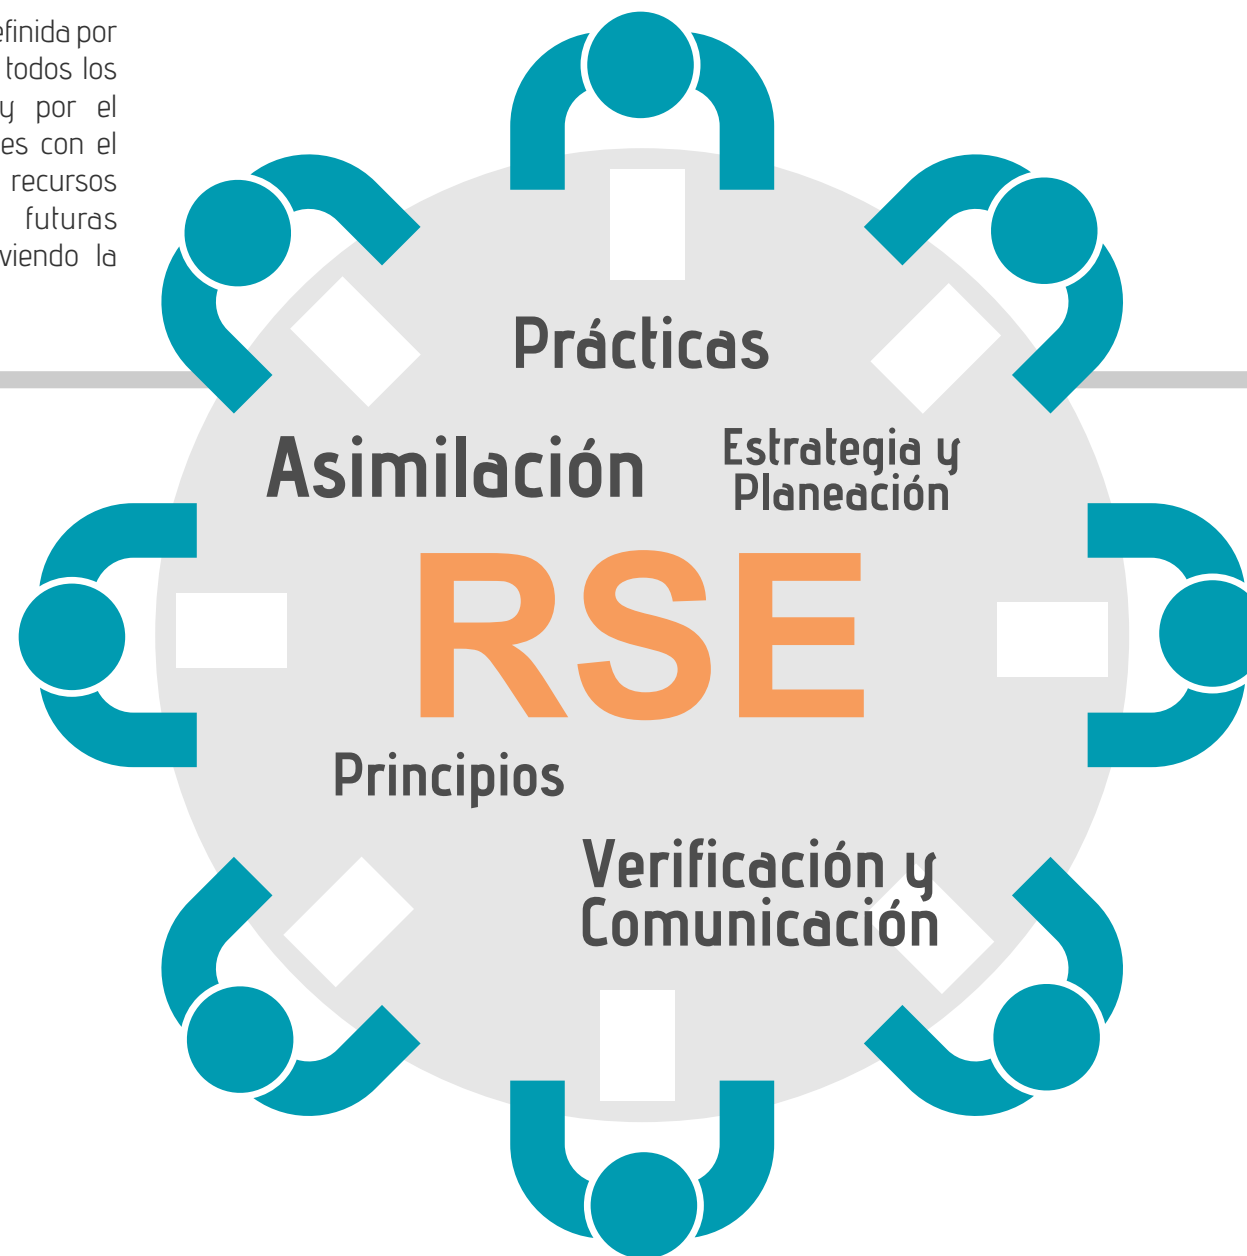 efinida por
todos los
y por el
es con el
recursos
futuras
viendo la
Prácticas
Asimilación
Estrategia y
Planeación
RSE
Principios
Verificación y
Comunicación